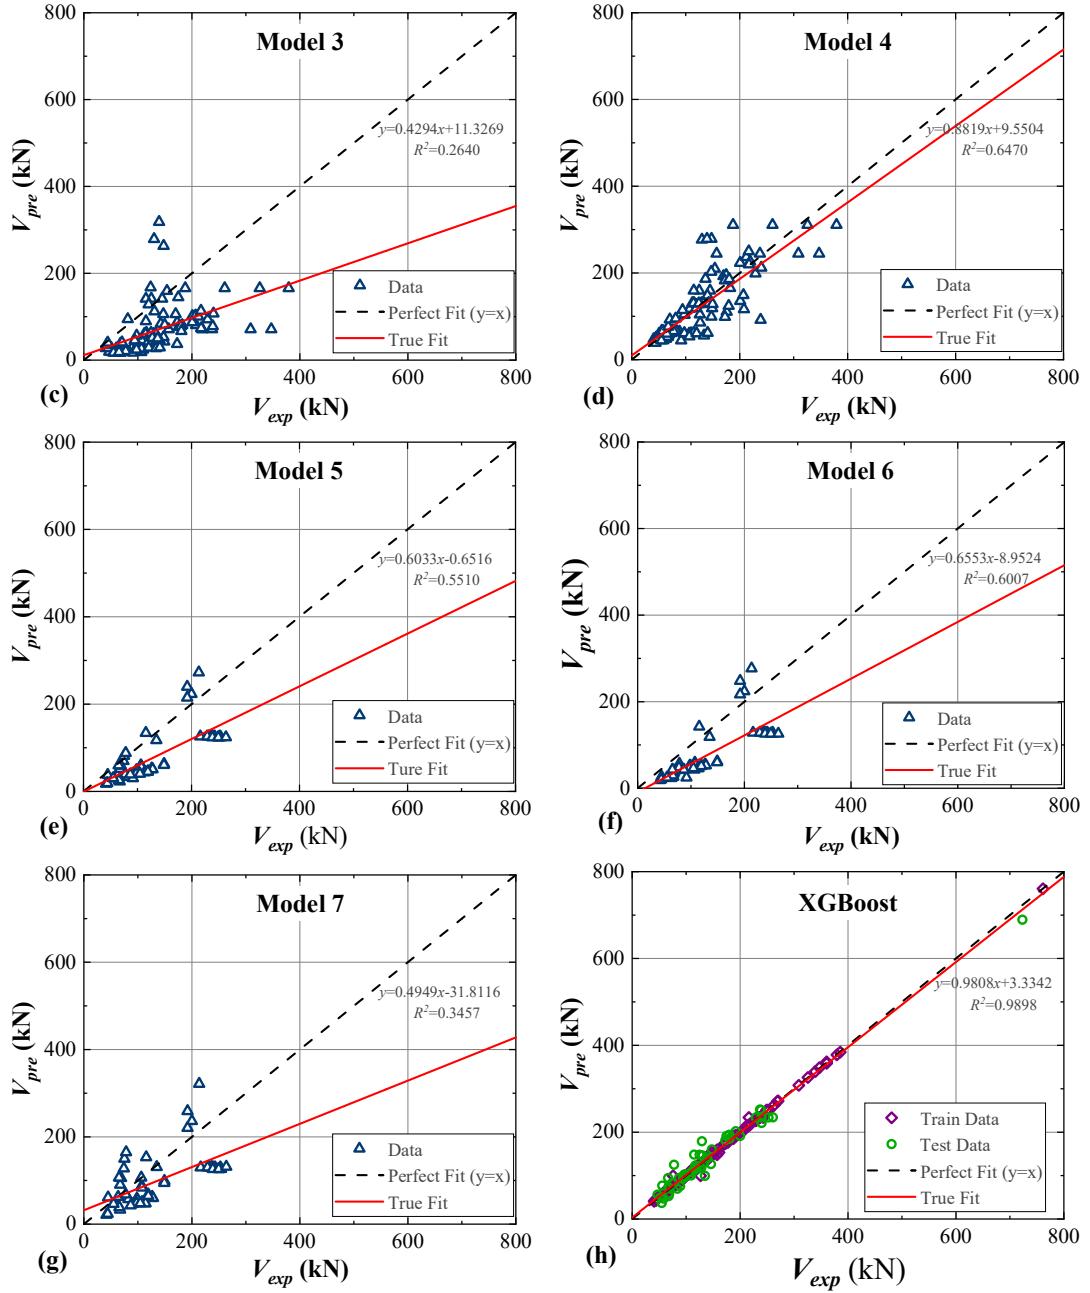 800
600
400
200
0
V_pre (kN)
Model 3
y=0.4294x+11.3269
R²=0.2640
Data
Perfect Fit (y=x)
True Fit
0 200 400 600 800
(c)
V_exp (kN)
800
600
400
200
0
V_pre (kN)
Model 4
y=0.8819x+9.5504
R²=0.6470
Data
Perfect Fit (y=x)
True Fit
0 200 400 600 800
(d)
V_exp (kN)
800
600
400
200
0
V_pre (kN)
Model 5
y=0.6033x-0.6516
R²=0.5510
Data
Perfect Fit (y=x)
Ture Fit
0 200 400 600 800
(e)
V_exp (kN)
800
600
400
200
0
V_pre (kN)
Model 6
y=0.6553x-8.9524
R²=0.6007
Data
Perfect Fit (y=x)
True Fit
0 200 400 600 800
(f)
V_exp (kN)
800
600
400
200
0
V_pre (kN)
Model 7
y=0.4949x-31.8116
R²=0.3457
Data
Perfect Fit (y=x)
True Fit
0 200 400 600 800
(g)
V_exp (kN)
800
600
400
200
0
V_pre (kN)
XGBoost
y=0.9808x+3.3342
R²=0.9898
Train Data
Test Data
Perfect Fit (y=x)
True Fit
0 200 400 600 800
(h)
V_exp (kN)